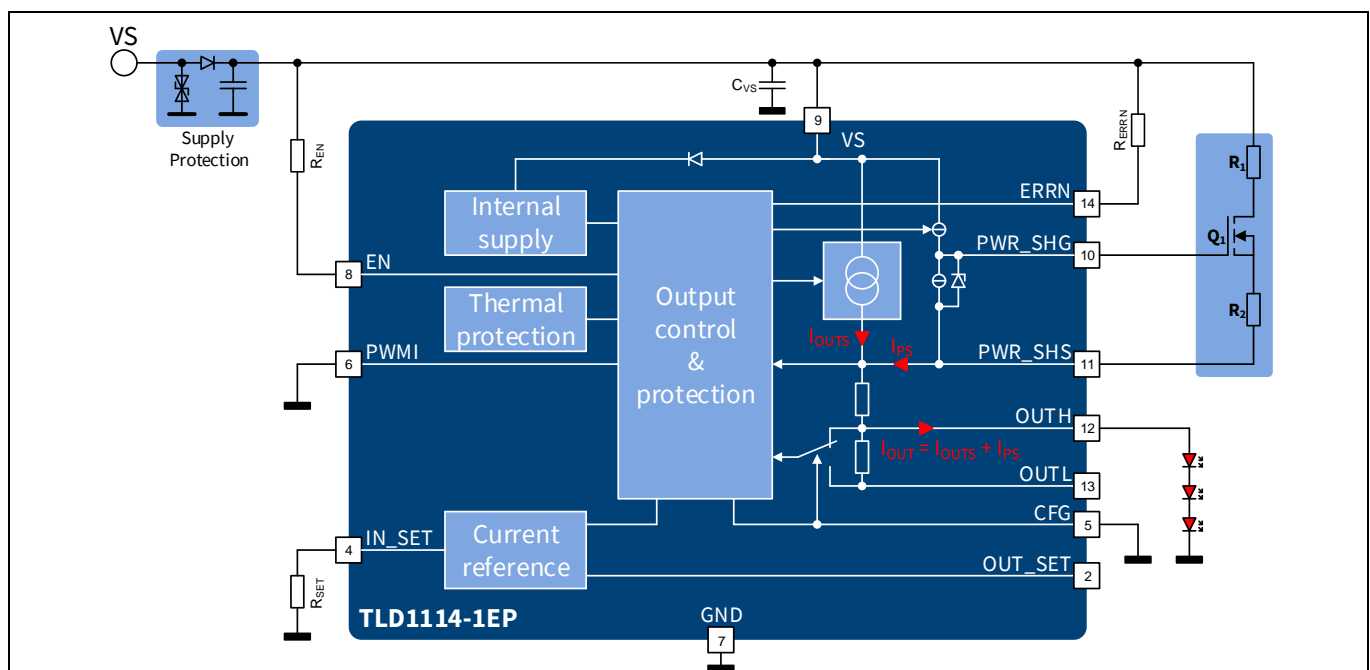 VS
Supply
Protection
R_EN
C_VS
9
VS
R_ERRN
R₁
Internal
supply
ERRN
14
PWR_SHG
10
Q₁
EN
8
Thermal
protection
Output
control
&
protection
R₂
I_OUTS
I_PS
PWR_SHS
11
PWMI
6
OUTH
12
I_OUT = I_OUTS + I_PS
OUTL
13
CFG
5
IN_SET
4
Current
reference
OUT_SET
2
R_SET
TLD1114-1EP
GND
7